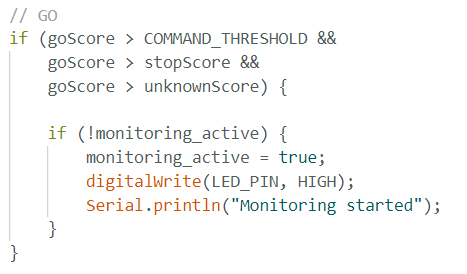 // GO
if (goScore > COMMAND_THRESHOLD &&
    goScore > stopScore &&
    goScore > unknownScore) {

    if (!monitoring_active) {
        monitoring_active = true;
        digitalWrite(LED_PIN, HIGH);
        Serial.println("Monitoring started");
    }
}